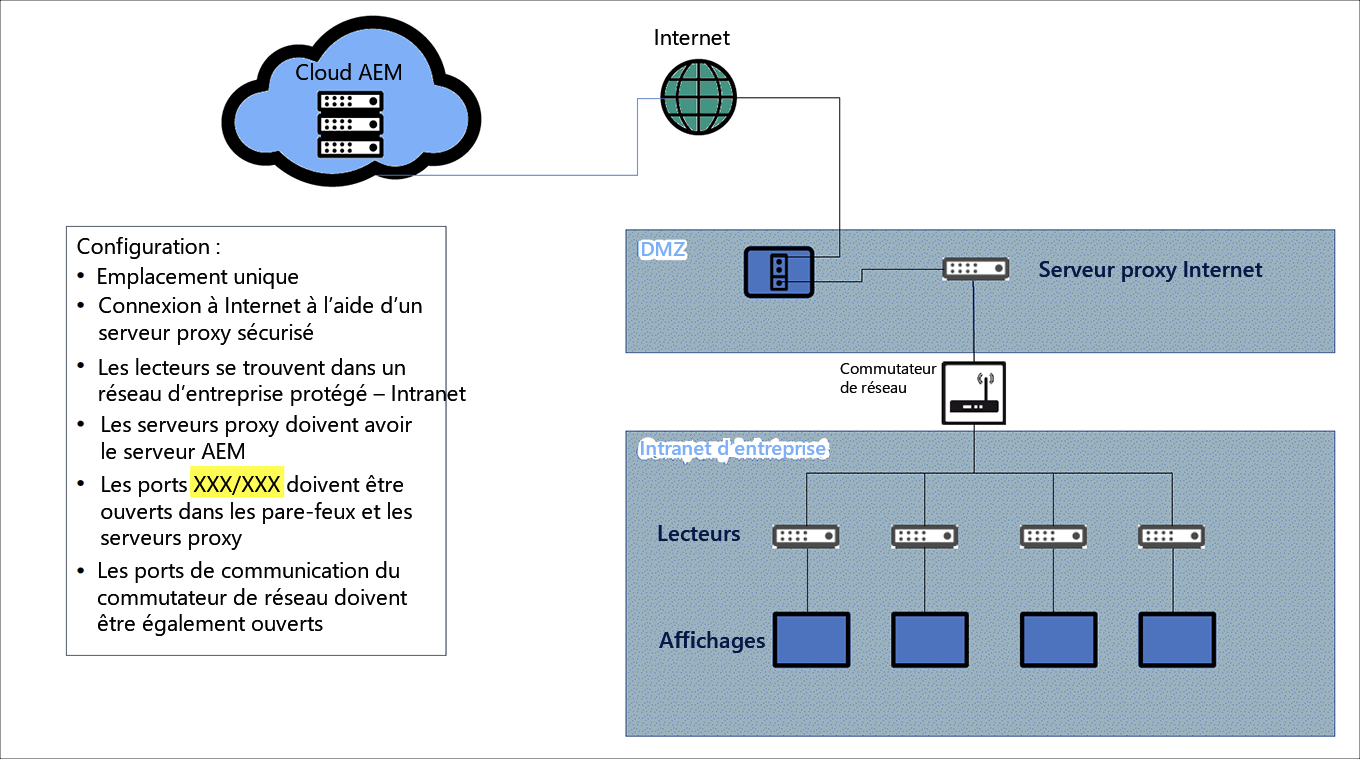 Internet
Cloud AEM
Configuration :
• Emplacement unique
• Connexion à Internet à l’aide d’un
serveur proxy sécurisé
• Les lecteurs se trouvent dans un
réseau d’entreprise protégé – Intranet
• Les serveurs proxy doivent avoir
le serveur AEM
• Les ports XXX/XXX doivent être
ouverts dans les pare-feux et les
serveurs proxy
• Les ports de communication du
commutateur de réseau doivent
être également ouverts
DMZ
Serveur proxy Internet
Commutateur
de réseau
Intranet d’entreprise
Lecteurs
Affichages